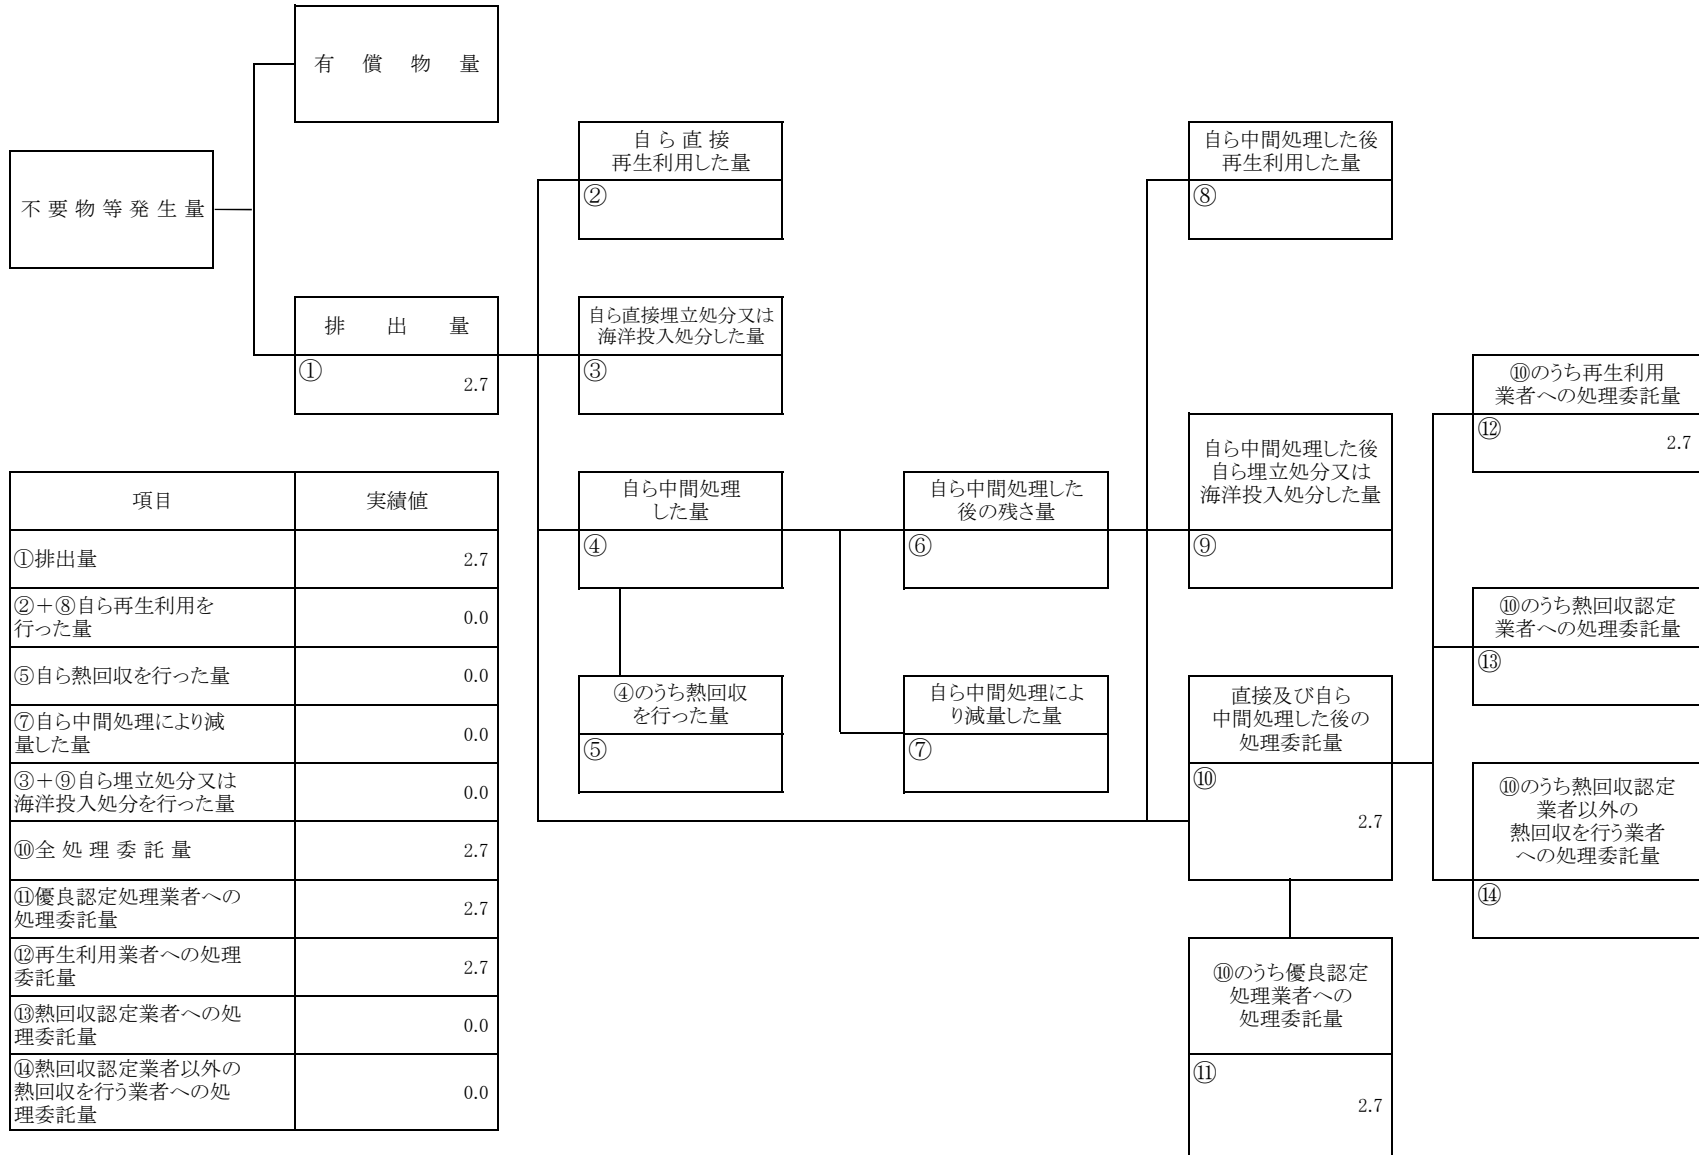 有償物量
不要物等発生量
排出量
①
2.7
自ら直接
再生利用した量
②
自ら直接埋立処分又は
海洋投入処分した量
③
自ら中間処理
した量
④
④のうち熱回収
を行った量
⑤
自ら中間処理した
後の残さ量
⑥
自ら中間処理によ
り減量した量
⑦
自ら中間処理した後
再生利用した量
⑧
自ら中間処理した後
自ら埋立処分又は
海洋投入処分した量
⑨
直接及び自ら
中間処理した後の
処理委託量
⑩
2.7
⑩のうち優良認定
処理業者への
処理委託量
⑪
2.7
⑩のうち再生利用
業者への処理委託量
⑫
2.7
⑩のうち熱回収認定
業者への処理委託量
⑬
⑩のうち熱回収認定
業者以外の
熱回収を行う業者
への処理委託量
⑭
項目 実績値
①排出量 2.7
②+⑧自ら再生利用を
行った量 0.0
⑤自ら熱回収を行った量 0.0
⑦自ら中間処理により減
量した量 0.0
③+⑨自ら埋立処分又は
海洋投入処分を行った量 0.0
⑩全処理委託量 2.7
⑪優良認定処理業者への
処理委託量 2.7
⑫再生利用業者への処理
委託量 2.7
⑬熱回収認定業者への処
理委託量 0.0
⑭熱回収認定業者以外の
熱回収を行う業者への処
理委託量 0.0